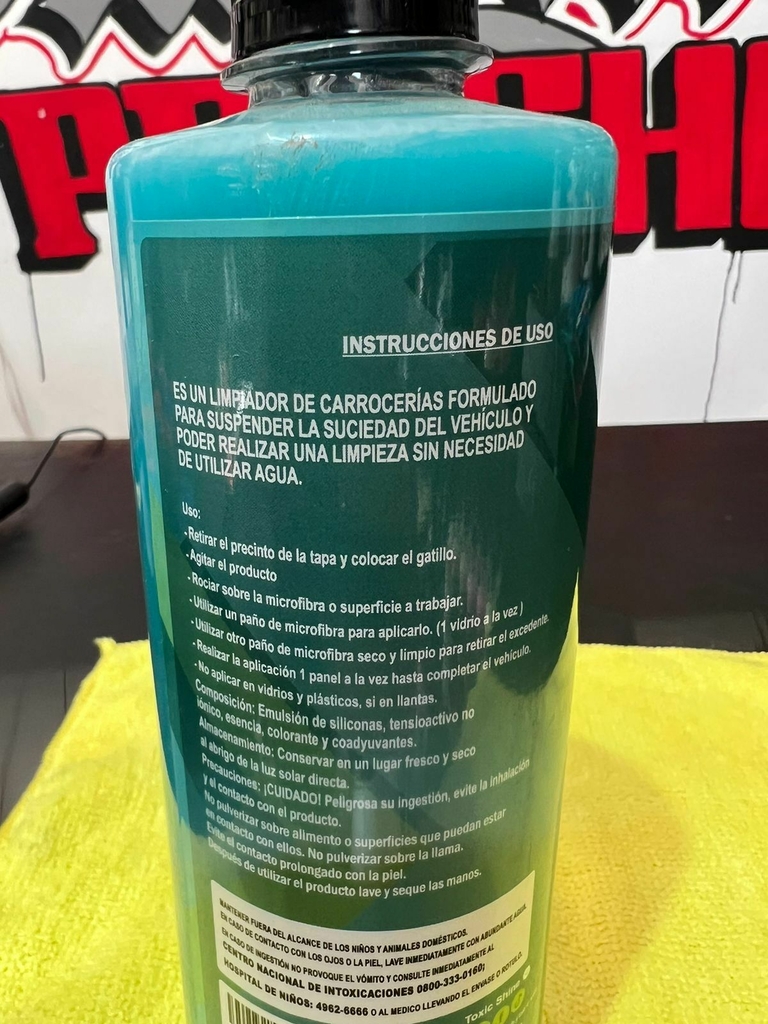 INSTRUCCIONES DE USO
ES UN LIMPIADOR DE CARROCERÍAS FORMULADO
PARA SUSPENDER LA SUCIEDAD DEL VEHÍCULO Y
PODER REALIZAR UNA LIMPIEZA SIN NECESIDAD
DE UTILIZAR AGUA.
Uso:
-Retirar el precinto de la tapa y colocar el gatillo.
-Agitar el producto
-Rociar sobre la microfibra o superficie a trabajar.
-Utilizar un paño de microfibra para aplicarlo. (1 vidrio a la vez )
-Utilizar otro paño de microfibra seco y limpio para retirar el excedente.
-Realizar la aplicación 1 panel a la vez hasta completar el vehículo.
-No aplicar en vidrios y plásticos, si en llantas.
Composición: Emulsión de siliconas, tensioactivo no
iónico, esencia, colorante y coadyuvantes.
Almacenamiento: Conservar en un lugar fresco y seco
al abrigo de la luz solar directa.
Precauciones: ¡CUIDADO! Peligrosa su ingestión, evite la inhalación
y el contacto con el producto.
No pulverizar sobre alimento o superficies que puedan estar
en contacto con ellos. No pulverizar sobre la llama.
Evite el contacto prolongado con la piel.
Después de utilizar el producto lave y seque las manos.
MANTENER FUERA DEL ALCANCE DE LOS NIÑOS Y ANIMALES DOMÉSTICOS.
EN CASO DE CONTACTO CON LOS OJOS O LA PIEL, LAVE INMEDIATAMENTE CON ABUNDANTE AGUA.
EN CASO DE INGESTIÓN NO PROVOQUE EL VÓMITO Y CONSULTE INMEDIATAMENTE AL
CENTRO NACIONAL DE INTOXICACIONES 0800-333-0160;
HOSPITAL DE NIÑOS: 4962-6666 O AL MEDICO LLEVANDO EL ENVASE O ROTULO.
Toxic Shine